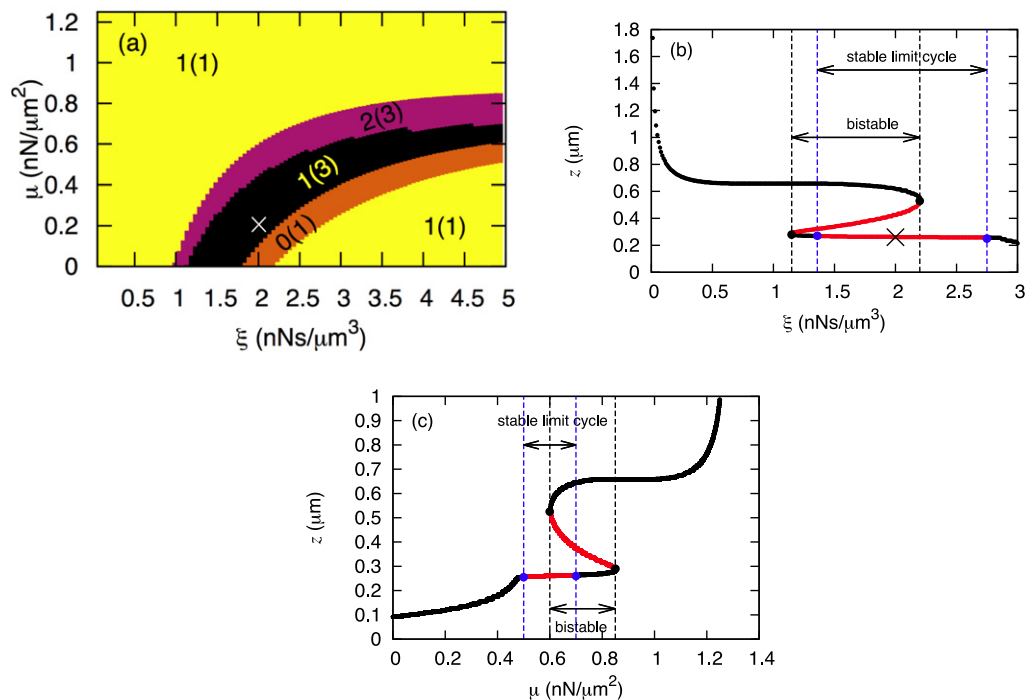 (a)
1.2
1
0.8
0.6
0.4
0.2
0
μ (nN/μm²)
1(1)
2(3)
1(3)
0(1)
1(1)
0.5 1 1.5 2 2.5 3 3.5 4 4.5 5
ξ (nNs/μm³)
(b)
1.8
1.6
1.4
1.2
1
0.8
0.6
0.4
0.2
0
z (μm)
stable limit cycle
bistable
0 0.5 1 1.5 2 2.5 3
ξ (nNs/μm³)
(c)
1
0.9
0.8
0.7
0.6
0.5
0.4
0.3
0.2
0.1
0
z (μm)
stable limit cycle
bistable
0 0.2 0.4 0.6 0.8 1 1.2 1.4
μ (nN/μm²)